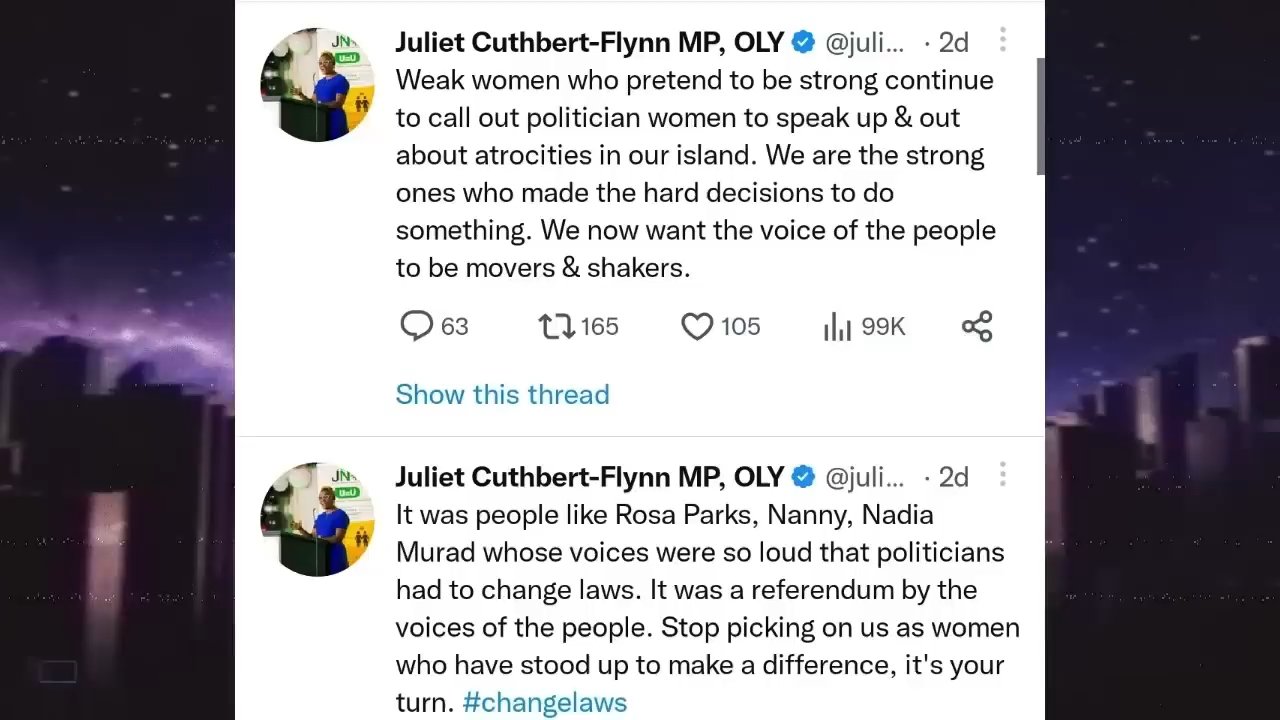 Juliet Cuthbert-Flynn MP, OLY @juli... · 2d
Weak women who pretend to be strong continue
to call out politician women to speak up & out
about atrocities in our island. We are the strong
ones who made the hard decisions to do
something. We now want the voice of the people
to be movers & shakers.
63 165 105 99K
Show this thread
Juliet Cuthbert-Flynn MP, OLY @juli... · 2d
It was people like Rosa Parks, Nanny, Nadia
Murad whose voices were so loud that politicians
had to change laws. It was a referendum by the
voices of the people. Stop picking on us as women
who have stood up to make a difference, it's your
turn. #changelaws